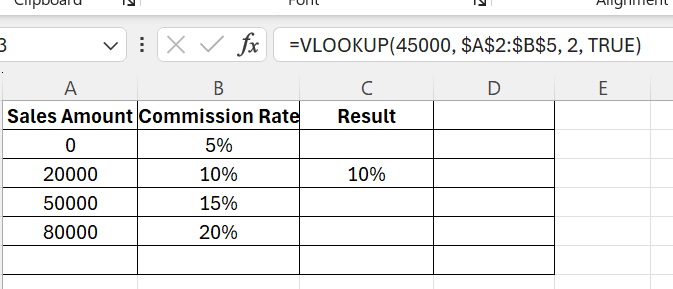 Clipboard Font Alignment
3 fx =VLOOKUP(45000, $A$2:$B$5, 2, TRUE)
A B C D E
Sales Amount Commission Rate Result
0 5%
20000 10% 10%
50000 15%
80000 20%